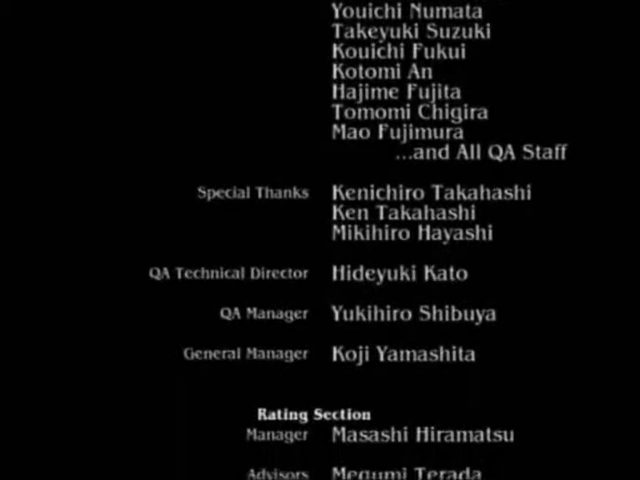 Youichi Numata
Takeyuki Suzuki
Kouichi Fukui
Kotomi An
Hajime Fujita
Tomomi Chigira
Mao Fujimura
...and All QA Staff
Special Thanks Kenichiro Takahashi
Ken Takahashi
Mikihiro Hayashi
QA Technical Director Hideyuki Kato
QA Manager Yukihiro Shibuya
General Manager Koji Yamashita
Rating Section
Manager Masashi Hiramatsu
Advisors Megumi Terada